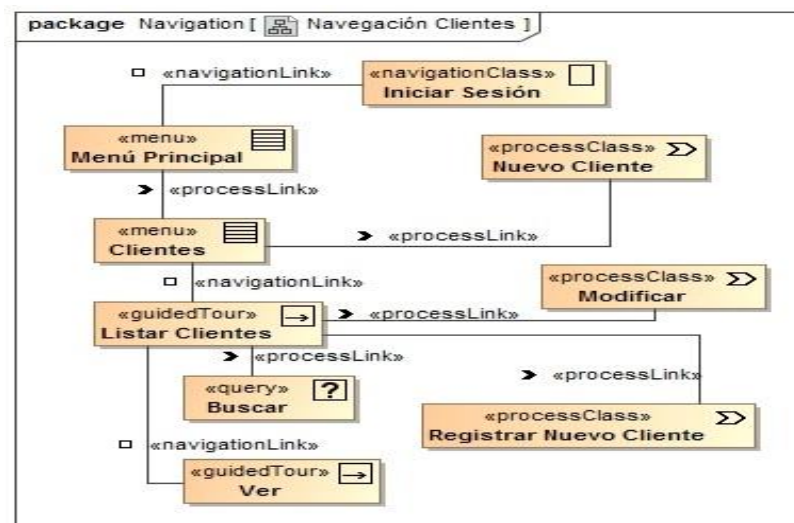 package Navigation [ Navegación Clientes ]
«navigationLink»
«navigationClass»
Iniciar Sesión
«menu»
Menú Principal
«processClass»
Nuevo Cliente
«processLink»
«menu»
Clientes
«processLink»
«navigationLink»
«processClass»
Modificar
«guidedTour»
Listar Clientes
«processLink»
«processLink»
«query»
Buscar
?
«processLink»
«processClass»
Registrar Nuevo Cliente
«navigationLink»
«guidedTour»
Ver